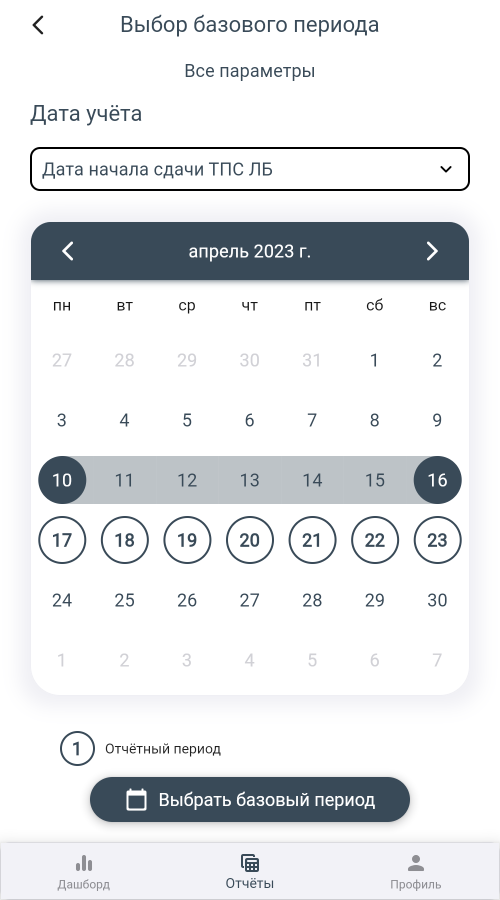 Выбор базового периода
Все параметры
Дата учёта
Дата начала сдачи ТПС ЛБ
апрель 2023 г.
пн вт ср чт пт сб вс
27 28 29 30 31 1 2
3 4 5 6 7 8 9
10 11 12 13 14 15 16
17 18 19 20 21 22 23
24 25 26 27 28 29 30
1 2 3 4 5 6 7
1 Отчётный период
Выбрать базовый период
Дашборд Отчёты Профиль